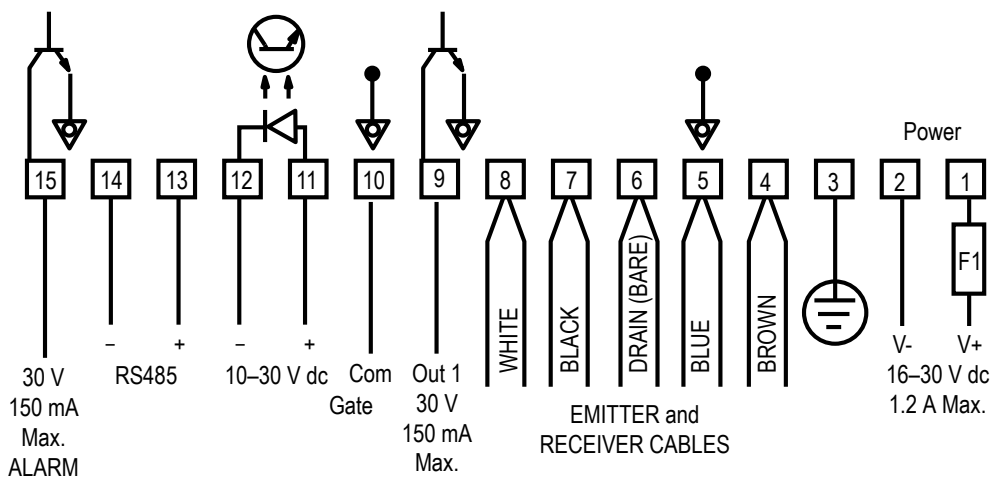 Power
15 14 13 12 11 10 9 8 7 6 5 4 3 2 1
F1
WHITE
BLACK
DRAIN (BARE)
BLUE
BROWN
– + – + V- V+
30 V
150 mA
Max.
ALARM
RS485
10–30 V dc
Com
Gate
Out 1
30 V
150 mA
Max.
EMITTER and
RECEIVER CABLES
16–30 V dc
1.2 A Max.